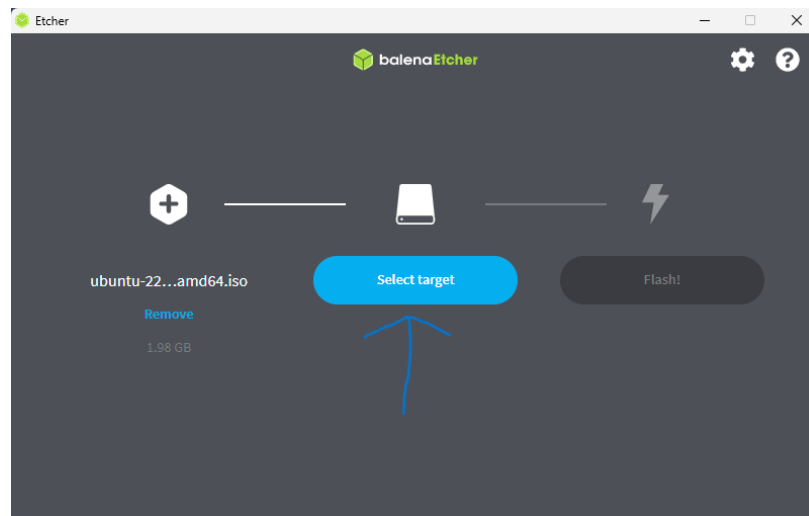 Etcher
balenaEtcher
ubuntu-22...amd64.iso
Remove
1.98 GB
Select target
Flash!